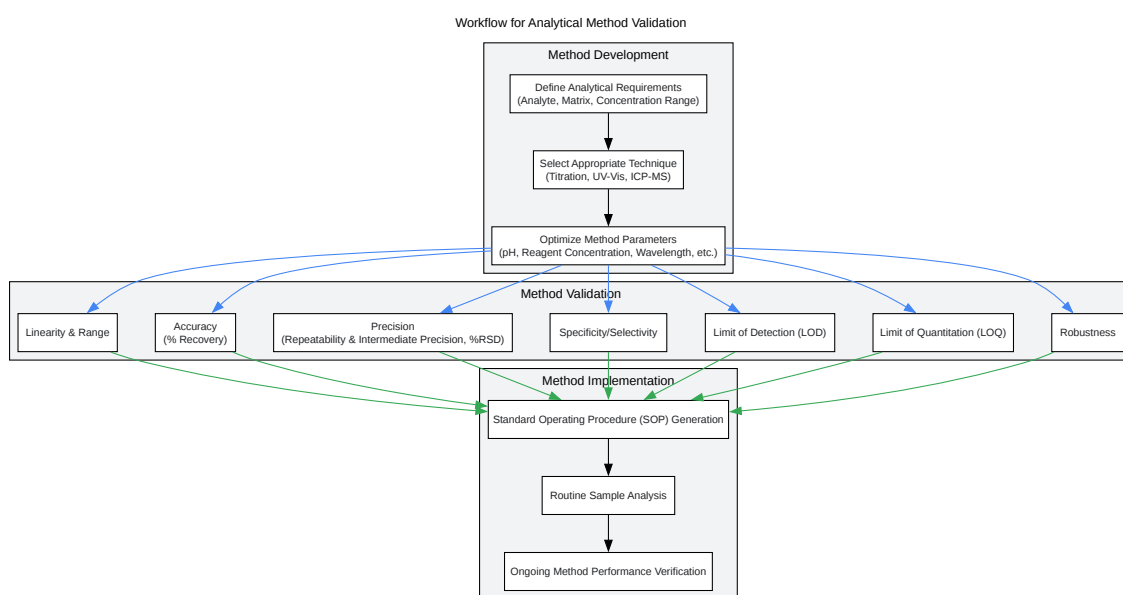 Workflow for Analytical Method Validation
Method Development
Define Analytical Requirements
(Analyte, Matrix, Concentration Range)
Select Appropriate Technique
(Titration, UV-Vis, ICP-MS)
Optimize Method Parameters
(pH, Reagent Concentration, Wavelength, etc.)
Method Validation
Linearity & Range
Accuracy
(% Recovery)
Precision
(Repeatability & Intermediate Precision, %RSD)
Specificity/Selectivity
Limit of Detection (LOD)
Limit of Quantitation (LOQ)
Robustness
Method Implementation
Standard Operating Procedure (SOP) Generation
Routine Sample Analysis
Ongoing Method Performance Verification